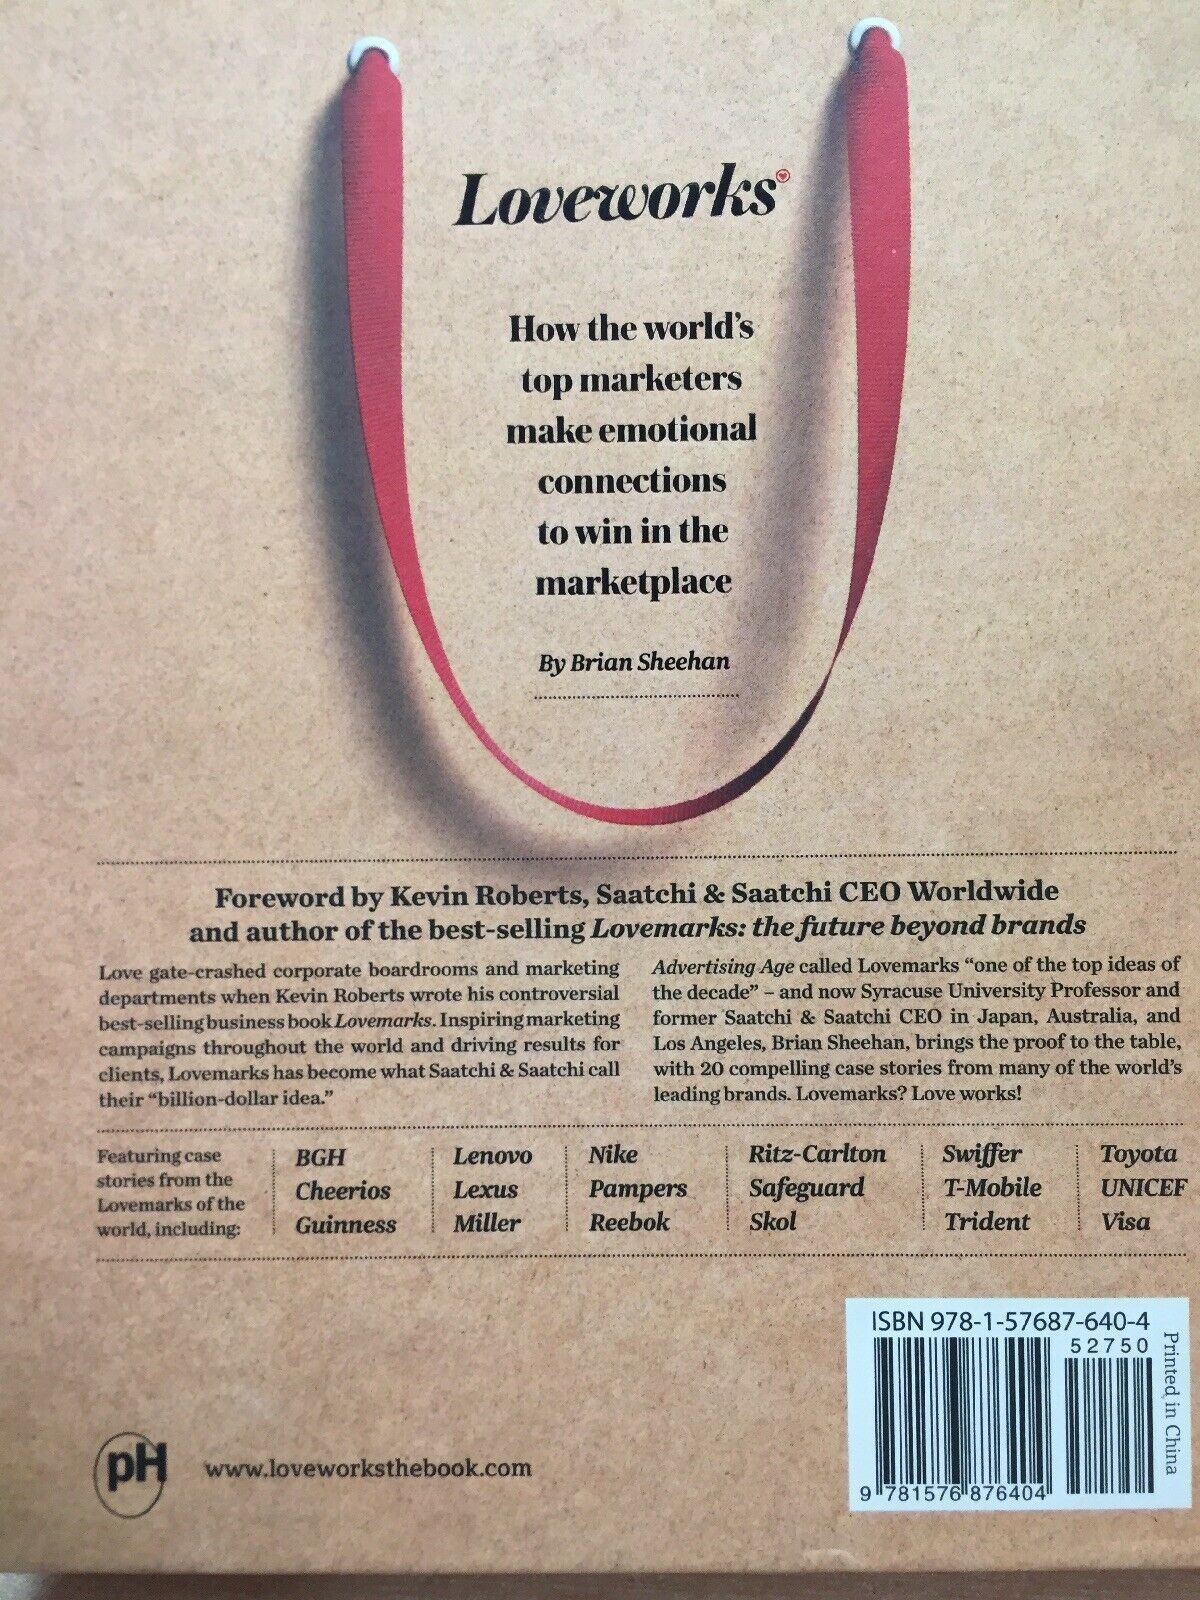 Loveworks
How the world's
top marketers
make emotional
connections
to win in the
marketplace
By Brian Sheehan
Foreword by Kevin Roberts, Saatchi & Saatchi CEO Worldwide
and author of the best-selling Lovemarks: the future beyond brands
Love gate-crashed corporate boardrooms and marketing
departments when Kevin Roberts wrote his controversial
best-selling business book Lovemarks. Inspiring marketing
campaigns throughout the world and driving results for
clients, Lovemarks has become what Saatchi & Saatchi call
their “billion-dollar idea.”
Advertising Age called Lovemarks “one of the top ideas of
the decade” – and now Syracuse University Professor and
former Saatchi & Saatchi CEO in Japan, Australia, and
Los Angeles, Brian Sheehan, brings the proof to the table,
with 20 compelling case stories from many of the world's
leading brands. Lovemarks? Love works!
Featuring case
stories from the
Lovemarks of the
world, including:
BGH
Cheerios
Guinness
Lenovo
Lexus
Miller
Nike
Pampers
Reebok
Ritz-Carlton
Safeguard
Skol
Swiffer
T-Mobile
Trident
Toyota
UNICEF
Visa
ISBN 978-1-57687-640-4
52750
9 781576 876404
Printed in China
pH
www.loveworksthebook.com